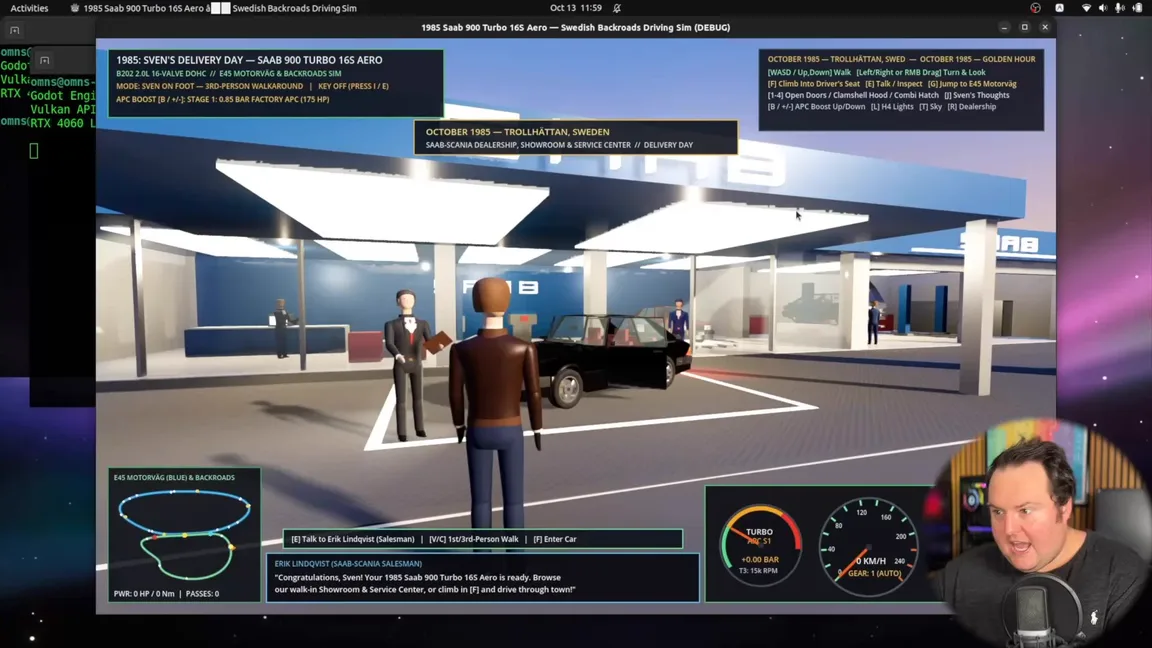 Activities
1985 Saab 900 Turbo 16S Aero
Swedish Backroads Driving Sim
Oct 13 11:59
1985 Saab 900 Turbo 16S Aero — Swedish Backroads Driving Sim (DEBUG)
omns@omns-
Godot Engi
Vulkan API
RTX 4060 L
1985: SVEN'S DELIVERY DAY — SAAB 900 TURBO 16S AERO
B202 2.0L 16-VALVE DOHC // E45 MOTORVÄG & BACKROADS SIM
MODE: SVEN ON FOOT — 3RD-PERSON WALKAROUND | KEY OFF (PRESS I / E)
APC BOOST [B / +/-]: STAGE 1: 0.85 BAR FACTORY APC (175 HP)
OCTOBER 1985 — TROLLHÄTTAN, SWED — OCTOBER 1985 — GOLDEN HOUR
[WASD / Up,Down] Walk [Left/Right or RMB Drag] Turn & Look
[F] Climb Into Driver's Seat [E] Talk / Inspect [G] Jump to E45 Motorväg
[1-4] Open Doors / Clamshell Hood / Combi Hatch [J] Sven's Thoughts
[B / +/-] APC Boost Up/Down [L] H4 Lights [T] Sky [R] Dealership
OCTOBER 1985 — TROLLHÄTTAN, SWEDEN
SAAB-SCANIA DEALERSHIP, SHOWROOM & SERVICE CENTER // DELIVERY DAY
E45 MOTORVÄG (BLUE) & BACKROADS
PWR: 0 HP / 0 Nm | PASSES: 0
[E] Talk to Erik Lindqvist (Salesman) | [V/C] 1st/3rd-Person Walk | [F] Enter Car
ERIK LINDQVIST (SAAB-SCANIA SALESMAN)
"Congratulations, Sven! Your 1985 Saab 900 Turbo 16S Aero is ready. Browse
our walk-in Showroom & Service Center, or climb in [F] and drive through town!"
TURBO
APC S1
+0.00 BAR
T3: 15k RPM
0 40 80 120 160 200 240
0 KM/H
GEAR: 1 (AUTO)